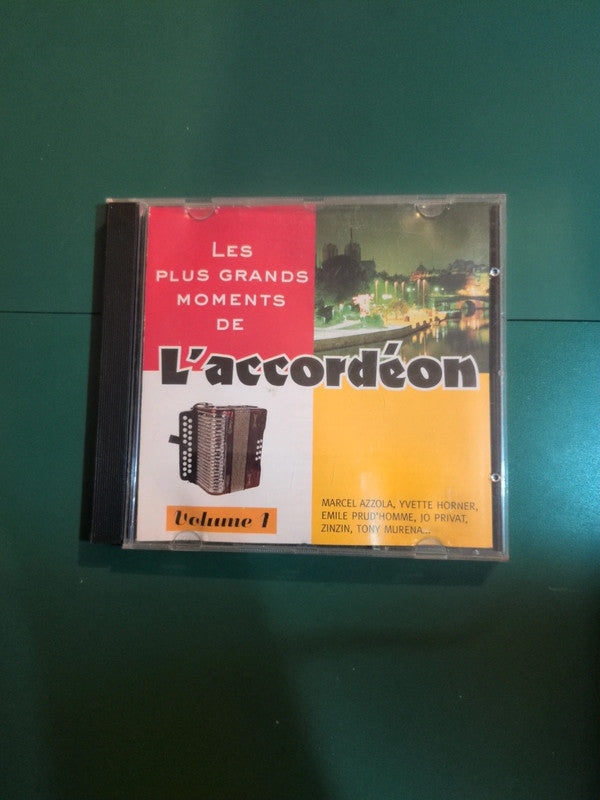 LES
PLUS GRANDS
MOMENTS
DE
L'accordéon
Volume 1
MARCEL AZZOLA, YVETTE HORNER,
EMILE PRUD'HOMME, JO PRIVAT,
ZINZIN, TONY MURENA...